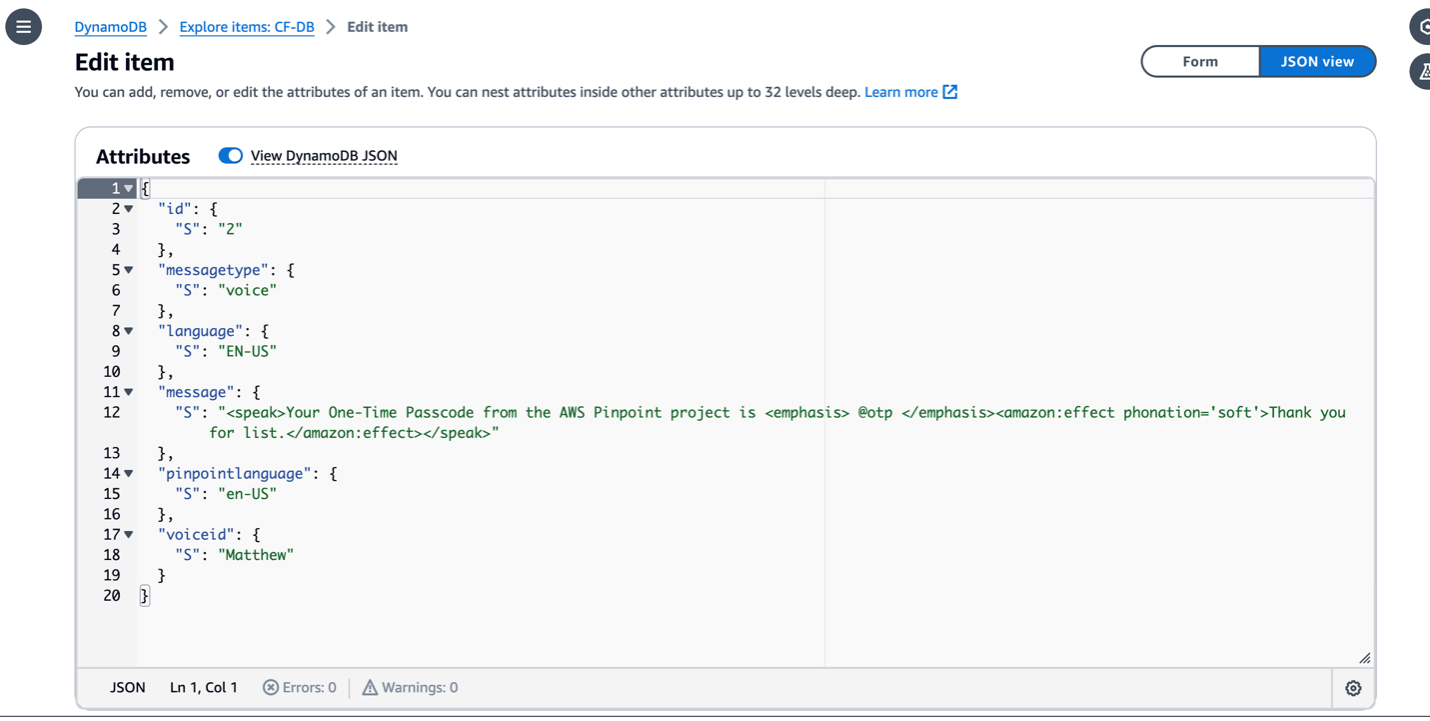 DynamoDB > Explore items: CF-DB > Edit item
Edit item
Form
JSON view
You can add, remove, or edit the attributes of an item. You can nest attributes inside other attributes up to 32 levels deep. Learn more
Attributes
View DynamoDB JSON
1 {
2 "id": {
3 "S": "2"
4 },
5 "messagetype": {
6 "S": "voice"
7 },
8 "language": {
9 "S": "EN-US"
10 },
11 "message": {
12 "S": "<speak>Your One-Time Passcode from the AWS Pinpoint project is <emphasis> @otp </emphasis><amazon:effect phonation='soft'>Thank you
for list.</amazon:effect></speak>"
13 },
14 "pinpointlanguage": {
15 "S": "en-US"
16 },
17 "voiceid": {
18 "S": "Matthew"
19 }
20 }
JSON Ln 1, Col 1 Errors: 0 Warnings: 0